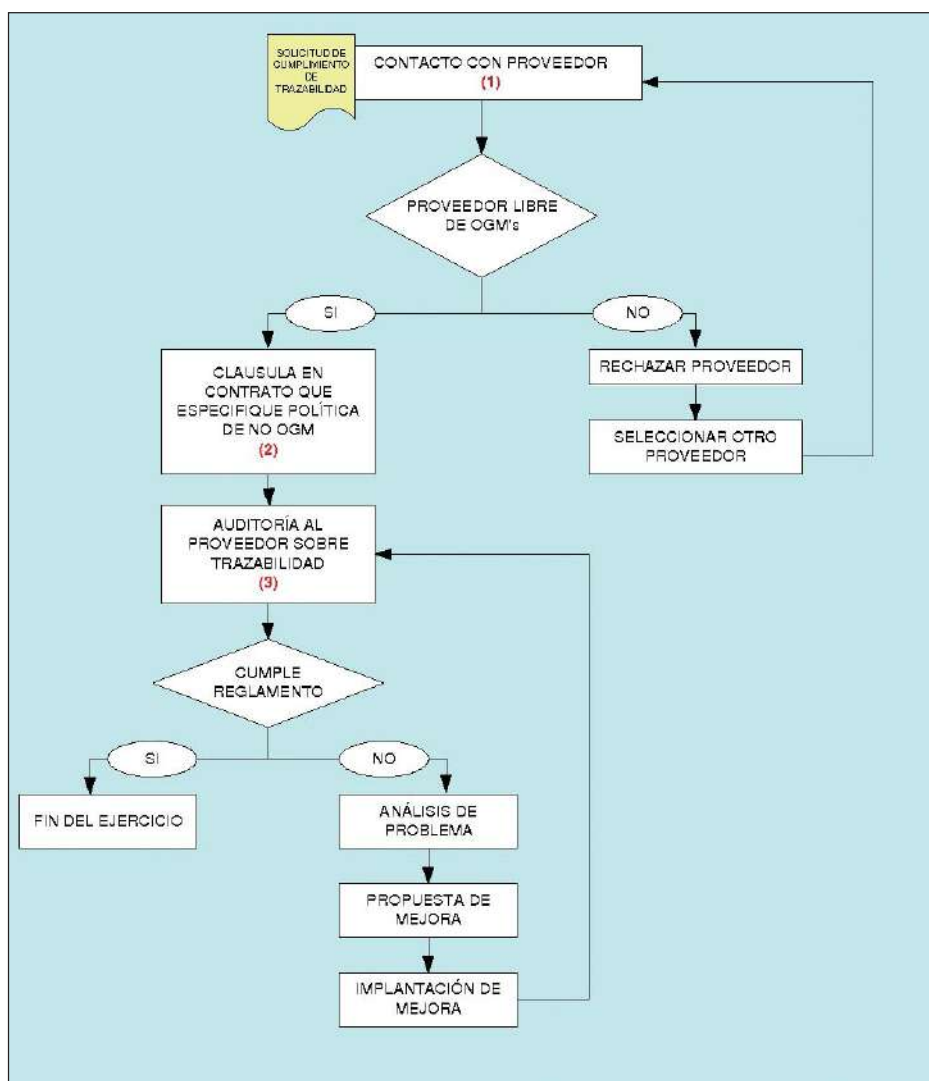 SOLICITUD DE
CUMPLIMIENTO
DE
TRAZABILIDAD
CONTACTO CON PROVEEDOR
(1)
PROVEEDOR LIBRE
DE OGM's
SI
NO
CLAUSULA EN
CONTRATO QUE
ESPECIFIQUE POLÍTICA
DE NO OGM
(2)
RECHAZAR PROVEEDOR
SELECCIONAR OTRO
PROVEEDOR
AUDITORÍA AL
PROVEEDOR SOBRE
TRAZABILIDAD
(3)
CUMPLE
REGLAMENTO
SI
NO
FIN DEL EJERCICIO
ANÁLISIS DE
PROBLEMA
PROPUESTA DE
MEJORA
IMPLANTACIÓN DE
MEJORA